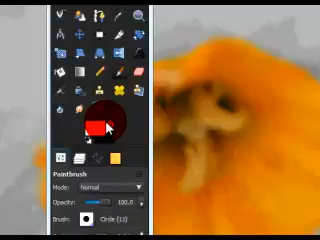 Paintbrush
Mode: Normal
Opacity: 100.0
Brush: Circle (11)